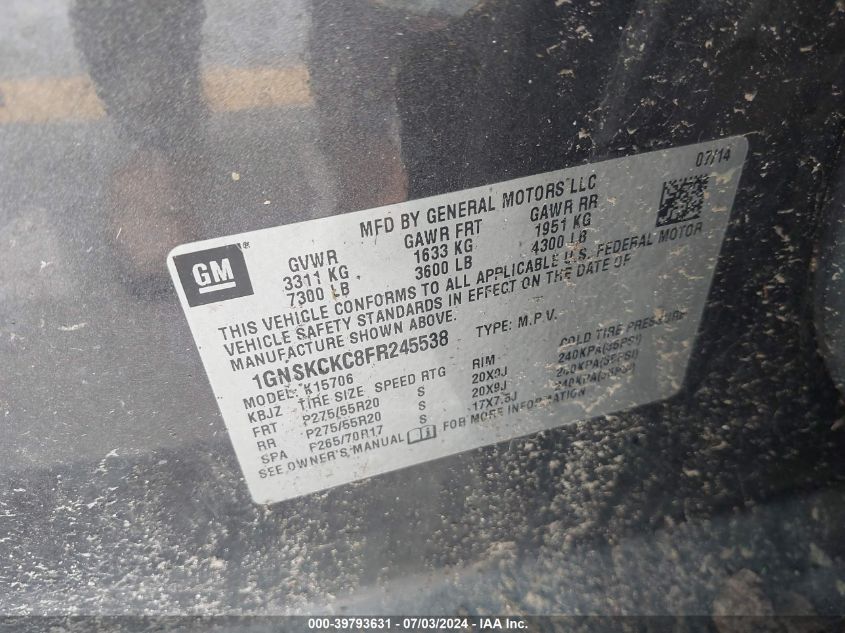 07/14
MFD BY GENERAL MOTORS LLC
GM®
GVWR GAWR FRT GAWR RR
3311 KG 1633 KG 1951 KG
7300 LB 3600 LB 4300 LB
THIS VEHICLE CONFORMS TO ALL APPLICABLE U.S. FEDERAL MOTOR
VEHICLE SAFETY STANDARDS IN EFFECT ON THE DATE OF
MANUFACTURE SHOWN ABOVE.
1GNSKCKC8FR245538 TYPE: M.P.V.
MODEL: K15706
KBJZ TIRE SIZE SPEED RTG RIM COLD TIRE PRESSURE
FRT P275/55R20 S 20X9J 240KPA(35PSI)
RR P275/55R20 S 20X9J 240KPA(35PSI)
SPA P265/70R17 S 17X7.5J 240KPA(35PSI)
SEE OWNER'S MANUAL FOR MORE INFORMATION
000-39793631 - 07/03/2024 - IAA Inc.